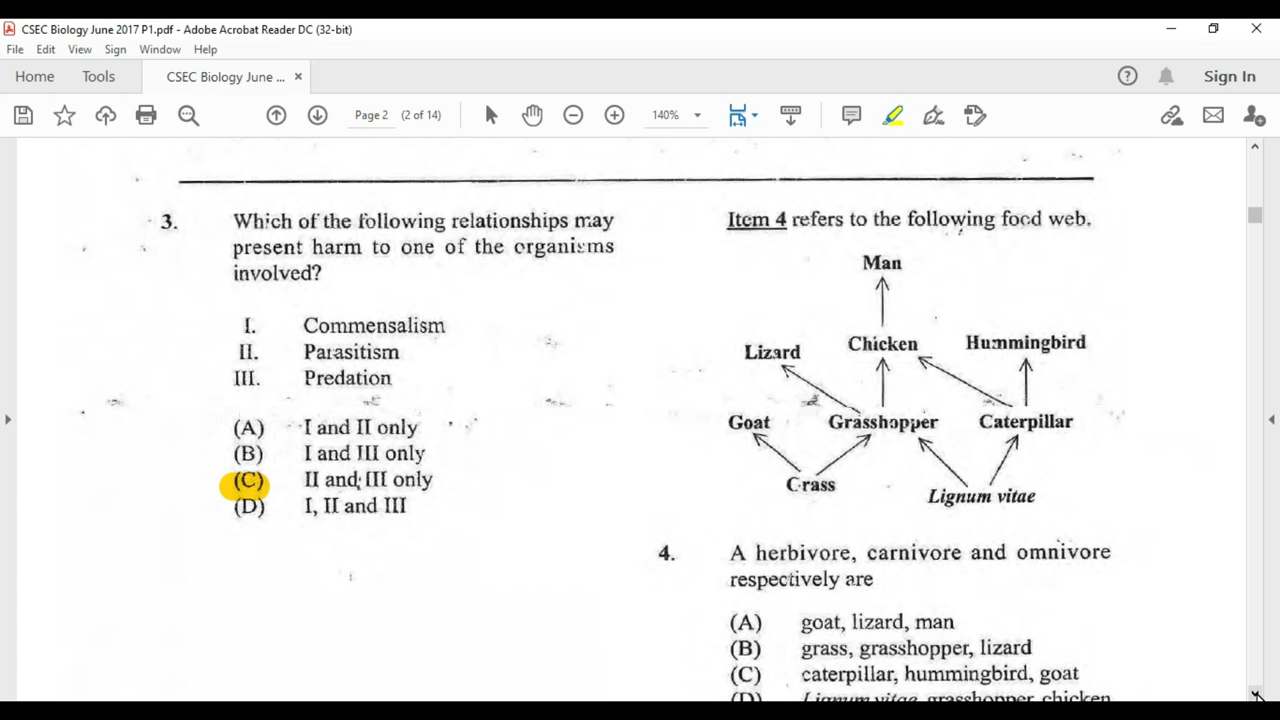 CSEC Biology June 2017 P1.pdf - Adobe Acrobat Reader DC (32-bit)
File Edit View Sign Window Help
Home Tools CSEC Biology June ... × Sign In
Page 2 (2 of 14) 140%
3. Which of the following relationships may
present harm to one of the organisms
involved?
I. Commensalism
II. Parasitism
III. Predation
(A) I and II only
(B) I and III only
(C) II and III only
(D) I, II and III
Item 4 refers to the following food web.
Man
Lizard Chicken Hummingbird
Goat Grasshopper Caterpillar
Grass Lignum vitae
4. A herbivore, carnivore and omnivore
respectively are
(A) goat, lizard, man
(B) grass, grasshopper, lizard
(C) caterpillar, hummingbird, goat
(D) Lignum vitae, grasshopper, chicken